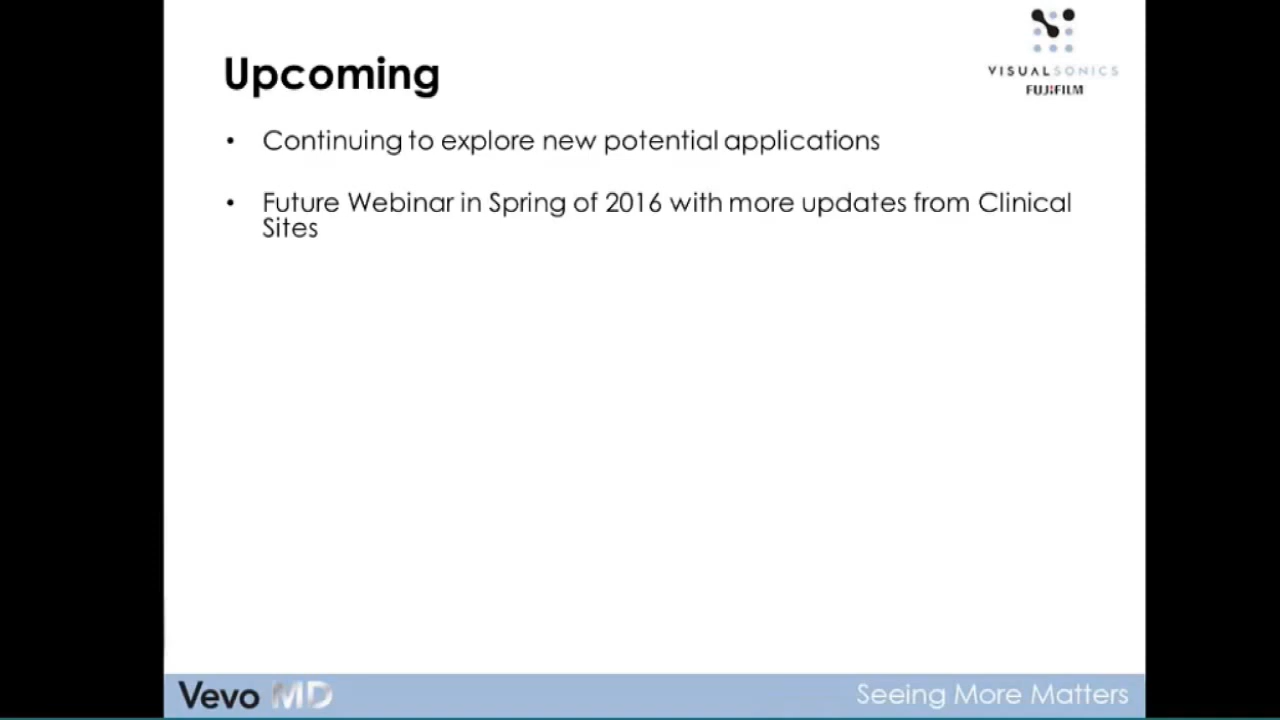 Upcoming
VISUALSONICS
FUJIFILM
• Continuing to explore new potential applications
• Future Webinar in Spring of 2016 with more updates from Clinical
Sites
Vevo MD
Seeing More Matters